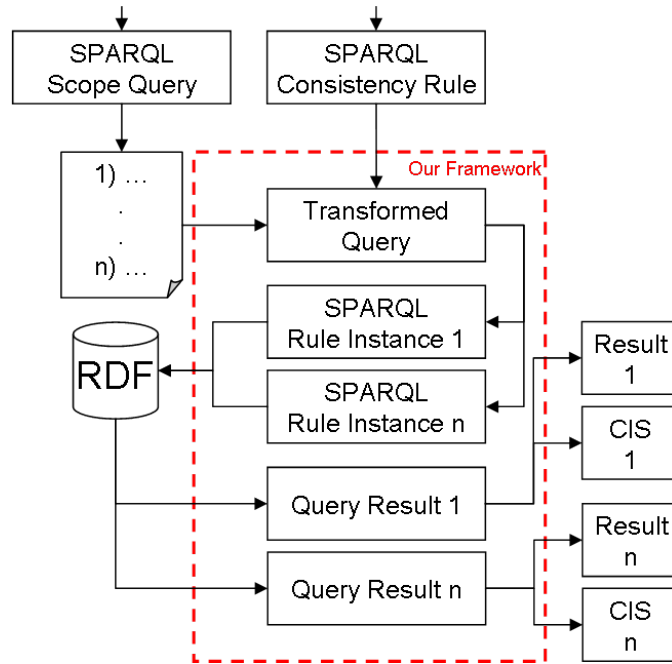 SPARQL
Scope Query
SPARQL
Consistency Rule
Our Framework
1) ...
.
.
n) ...
Transformed
Query
SPARQL
Rule Instance 1
SPARQL
Rule Instance n
RDF
Result
1
CIS
1
Query Result 1
Result
n
Query Result n
CIS
n